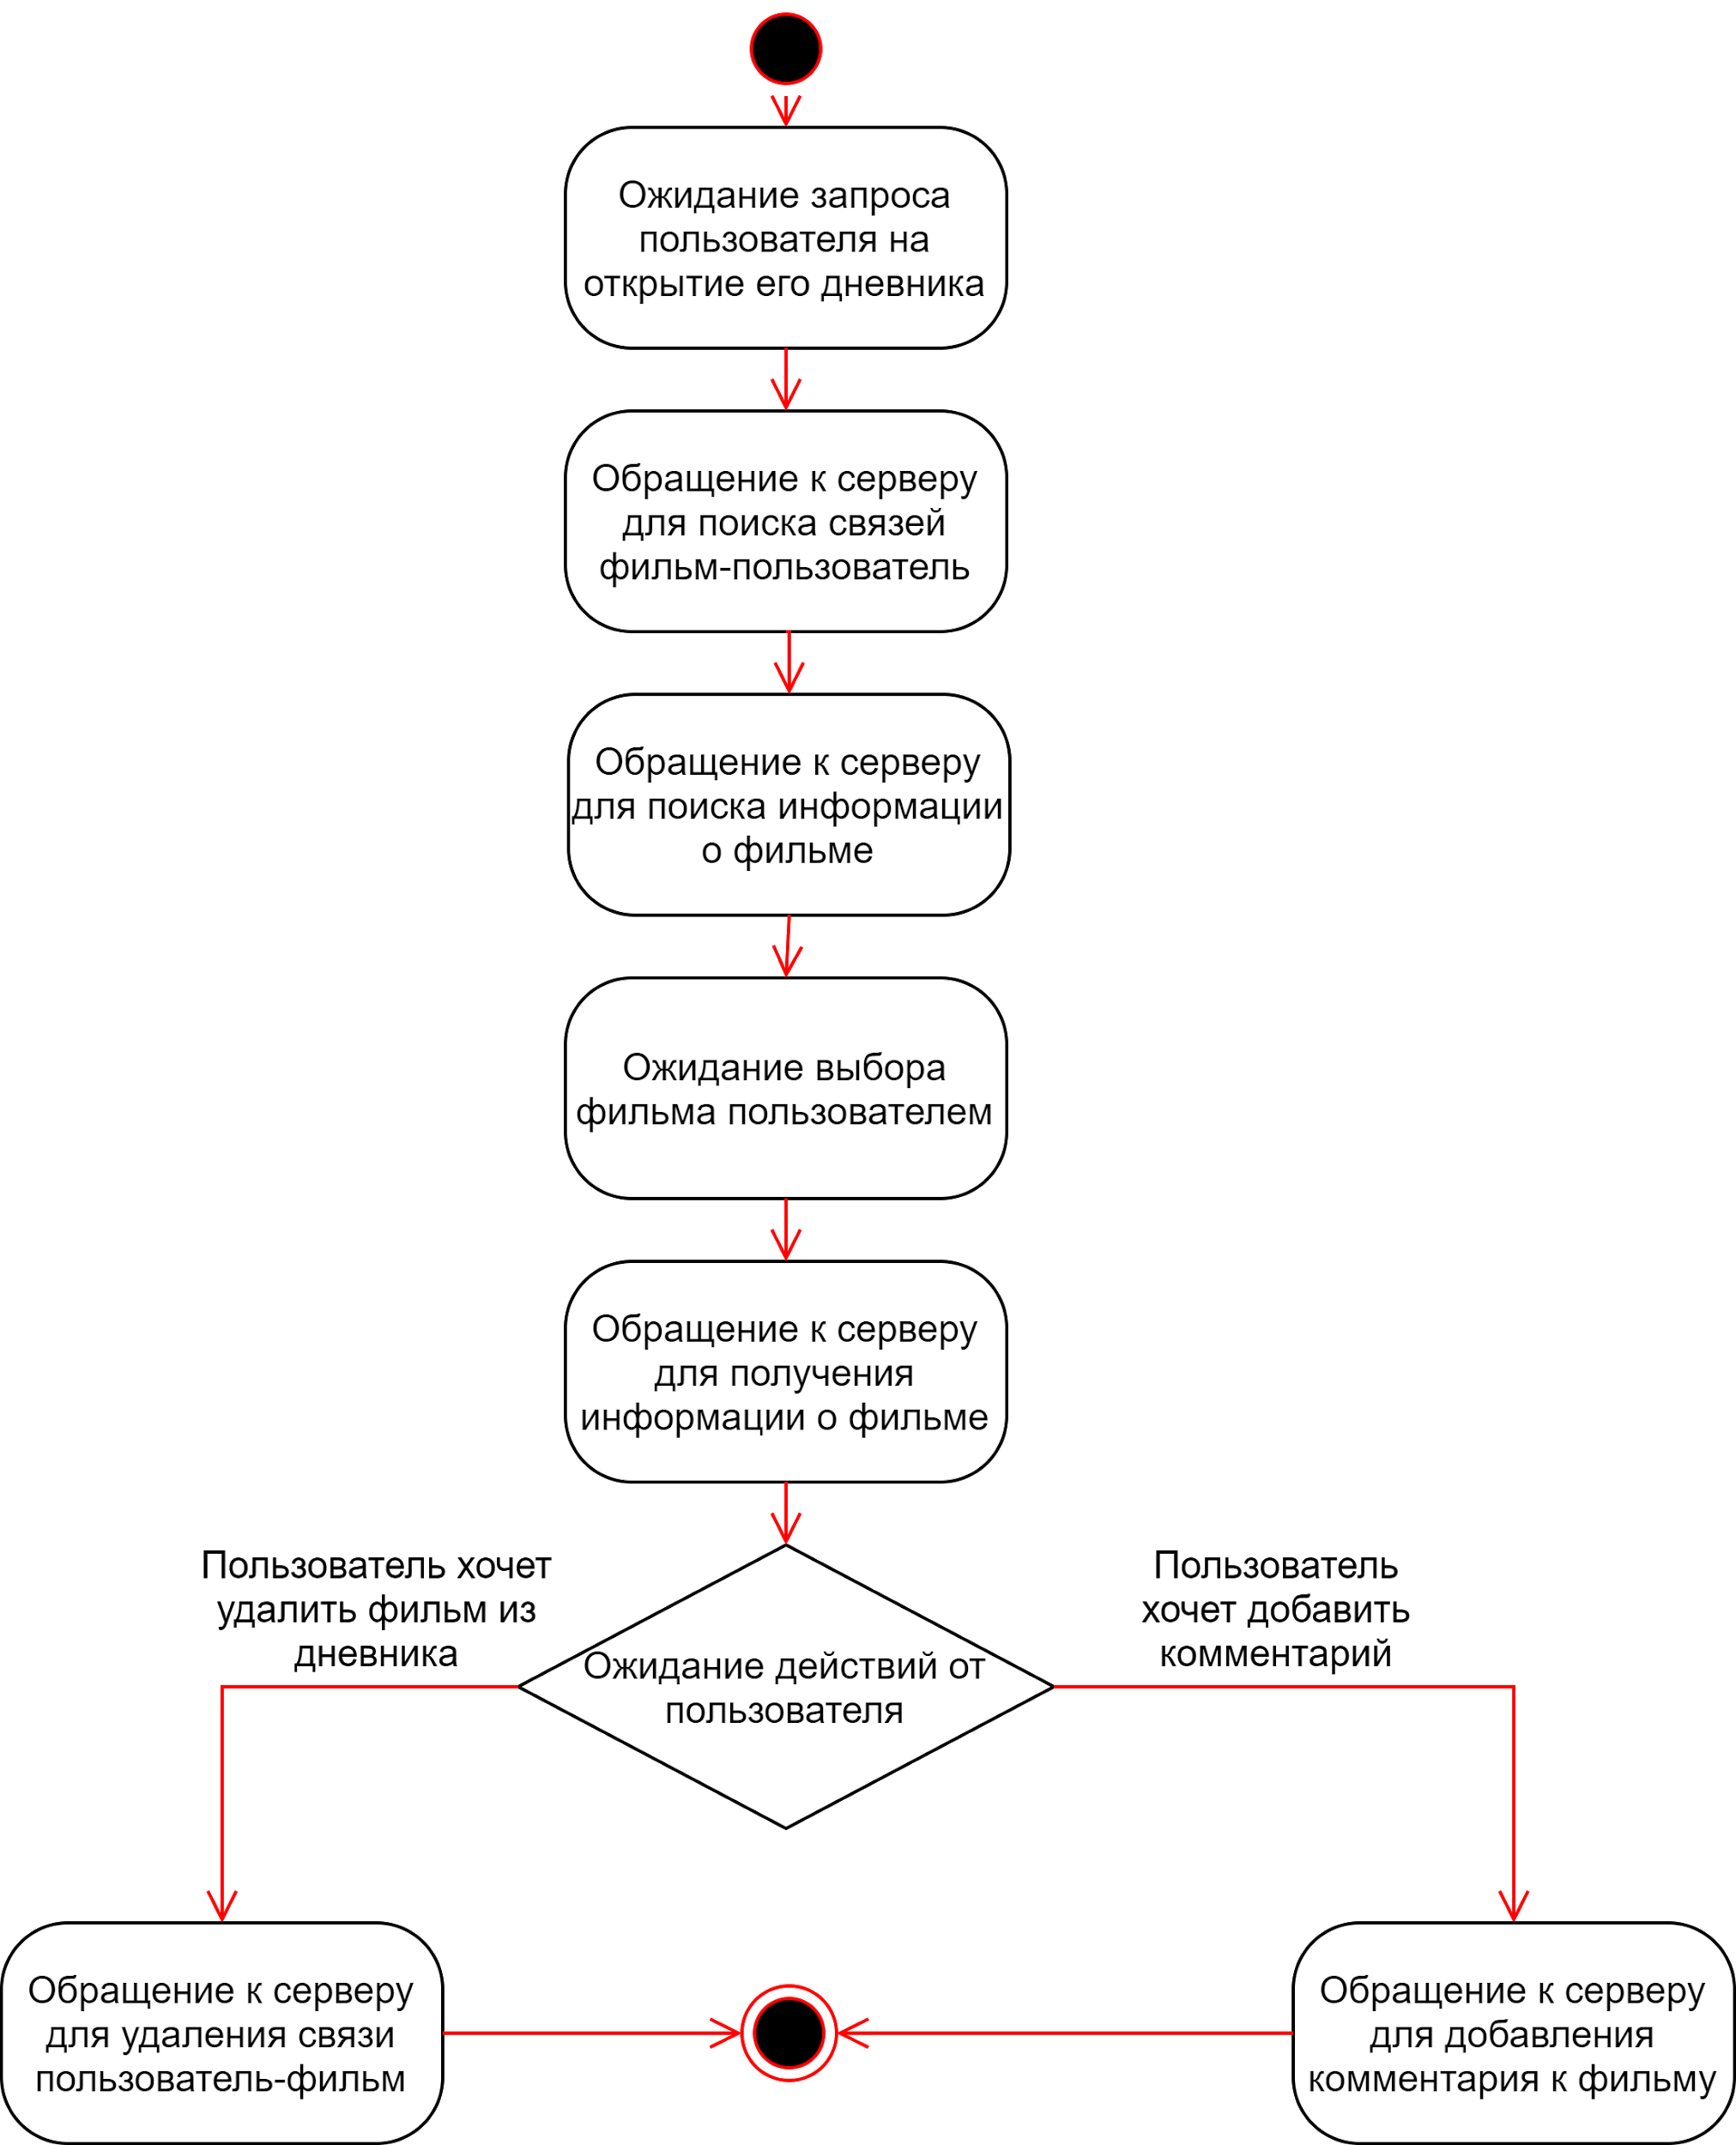 Ожидание запроса
пользователя на
открытие его дневника
Обращение к серверу
для поиска связей
фильм-пользователь
Обращение к серверу
для поиска информации
о фильме
Ожидание выбора
фильма пользователем
Обращение к серверу
для получения
информации о фильме
Пользователь хочет
удалить фильм из
дневника
Пользователь
хочет добавить
комментарий
Ожидание действий от
пользователя
Обращение к серверу
для удаления связи
пользователь-фильм
Обращение к серверу
для добавления
комментария к фильму